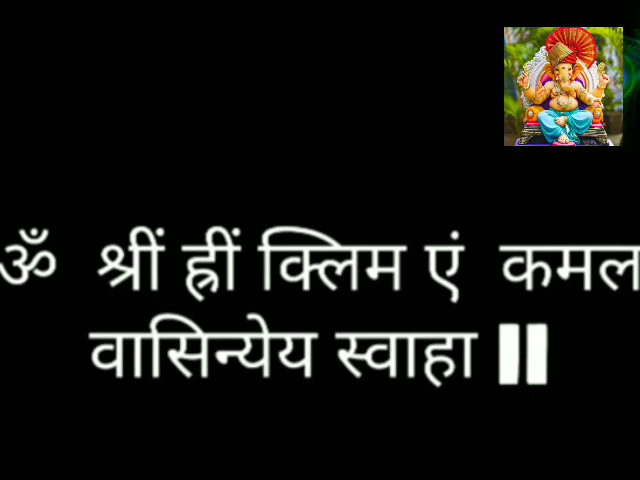 ॐ श्रीं ह्रीं क्लिम एं कमल
वासिन्येय स्वाहा ॥